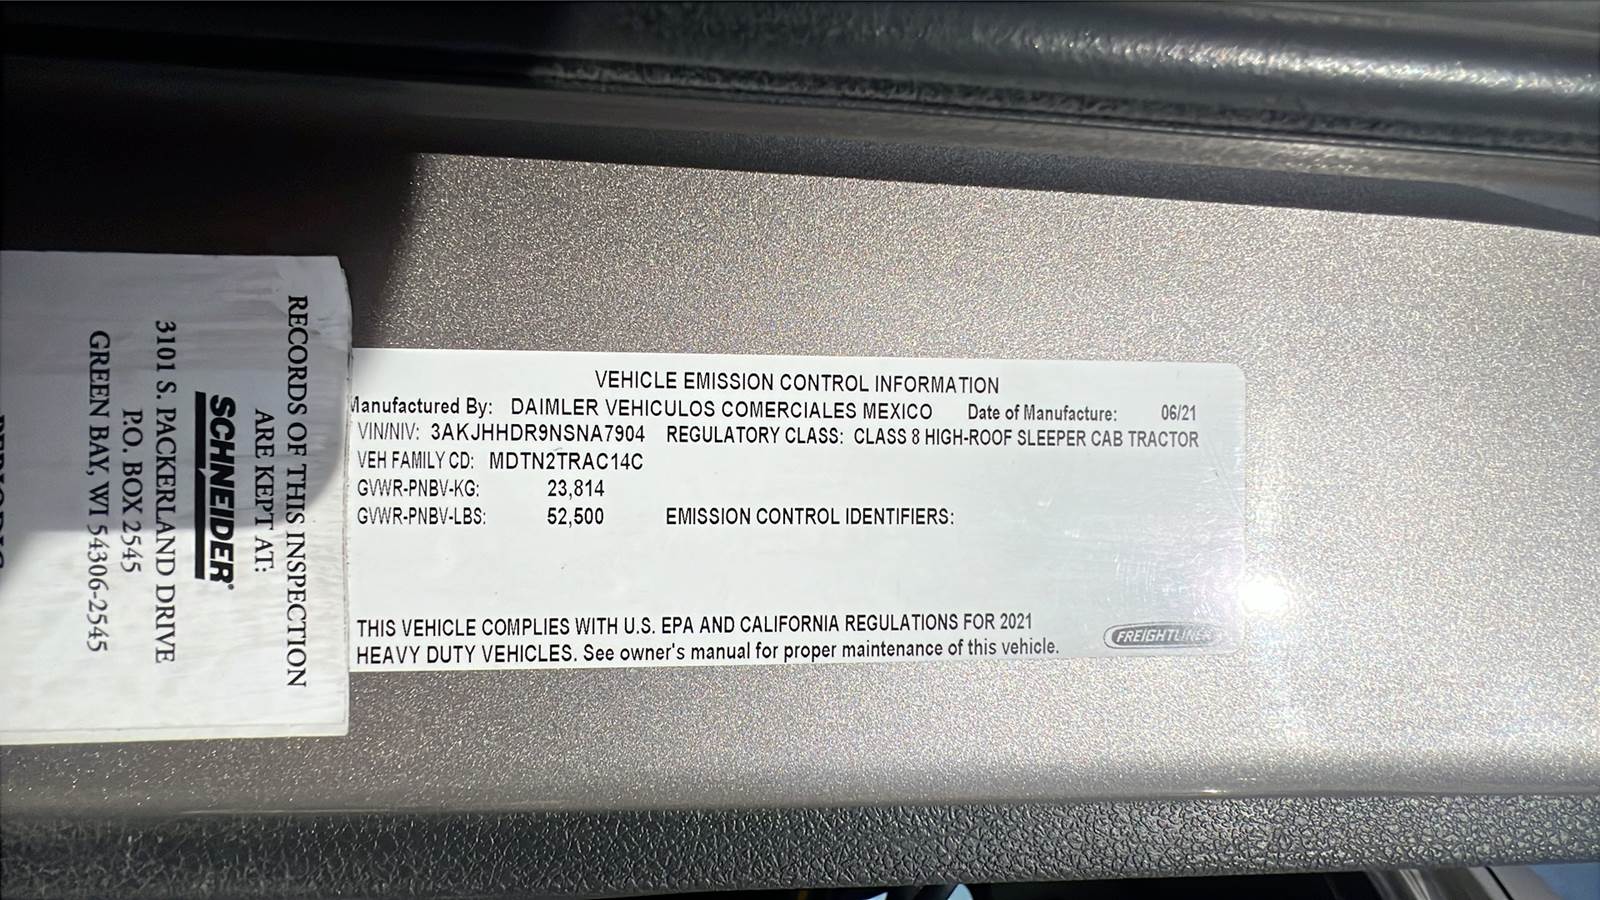 RECORDS OF THIS INSPECTION
ARE KEPT AT:
SCHNEIDER®
3101 S. PACKERLAND DRIVE
P.O. BOX 2545
GREEN BAY, WI 54306-2545
VEHICLE EMISSION CONTROL INFORMATION
Manufactured By: DAIMLER VEHICULOS COMERCIALES MEXICO Date of Manufacture: 06/21
VIN/NIV: 3AKJHHDR9NSNA7904 REGULATORY CLASS: CLASS 8 HIGH-ROOF SLEEPER CAB TRACTOR
VEH FAMILY CD: MDTN2TRAC14C
GVWR-PNBV-KG: 23,814
GVWR-PNBV-LBS: 52,500 EMISSION CONTROL IDENTIFIERS:
THIS VEHICLE COMPLIES WITH U.S. EPA AND CALIFORNIA REGULATIONS FOR 2021
HEAVY DUTY VEHICLES. See owner's manual for proper maintenance of this vehicle.
FREIGHTLINER